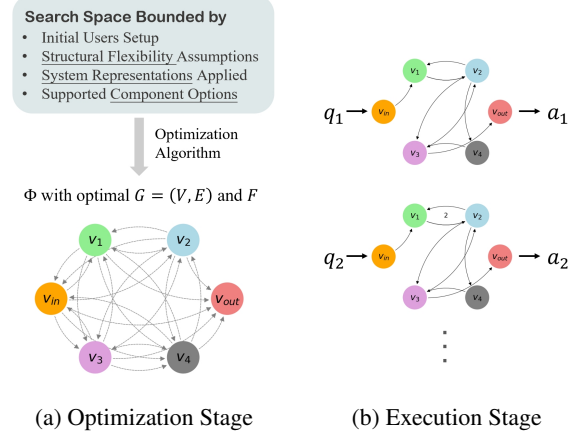 Search Space Bounded by
• Initial Users Setup
• Structural Flexibility Assumptions
• System Representations Applied
• Supported Component Options
Optimization
Algorithm
Φ with optimal G = (V, E) and F
v1
v2
vin
vout
v3
v4
(a) Optimization Stage
v1
v2
q1
vin
vout
a1
v3
v4
v1
2
v2
q2
vin
vout
a2
v3
v4
(b) Execution Stage